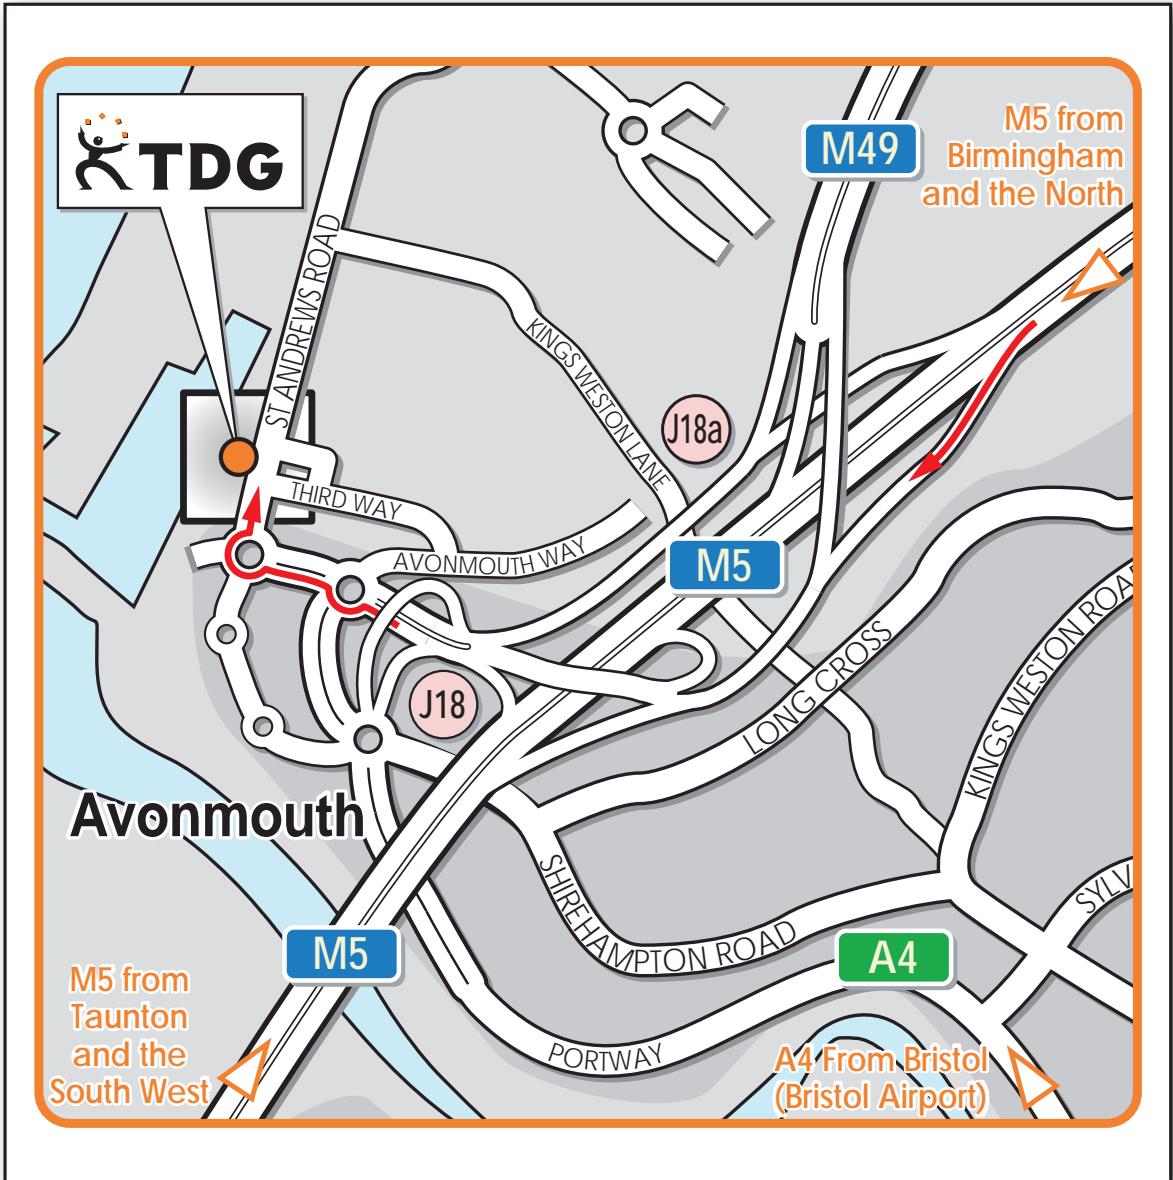 TDG
M49
M5 from
Birmingham
and the North
ST ANDREWS ROAD
KINGS WESTON LANE
J18a
THIRD WAY
AVONMOUTH WAY
M5
LONG CROSS
KINGS WESTON ROAD
J18
Avonmouth
SHIREHAMPTON ROAD
SYLV
M5
A4
M5 from
Taunton
and the
South West
PORTWAY
A4 From Bristol
(Bristol Airport)